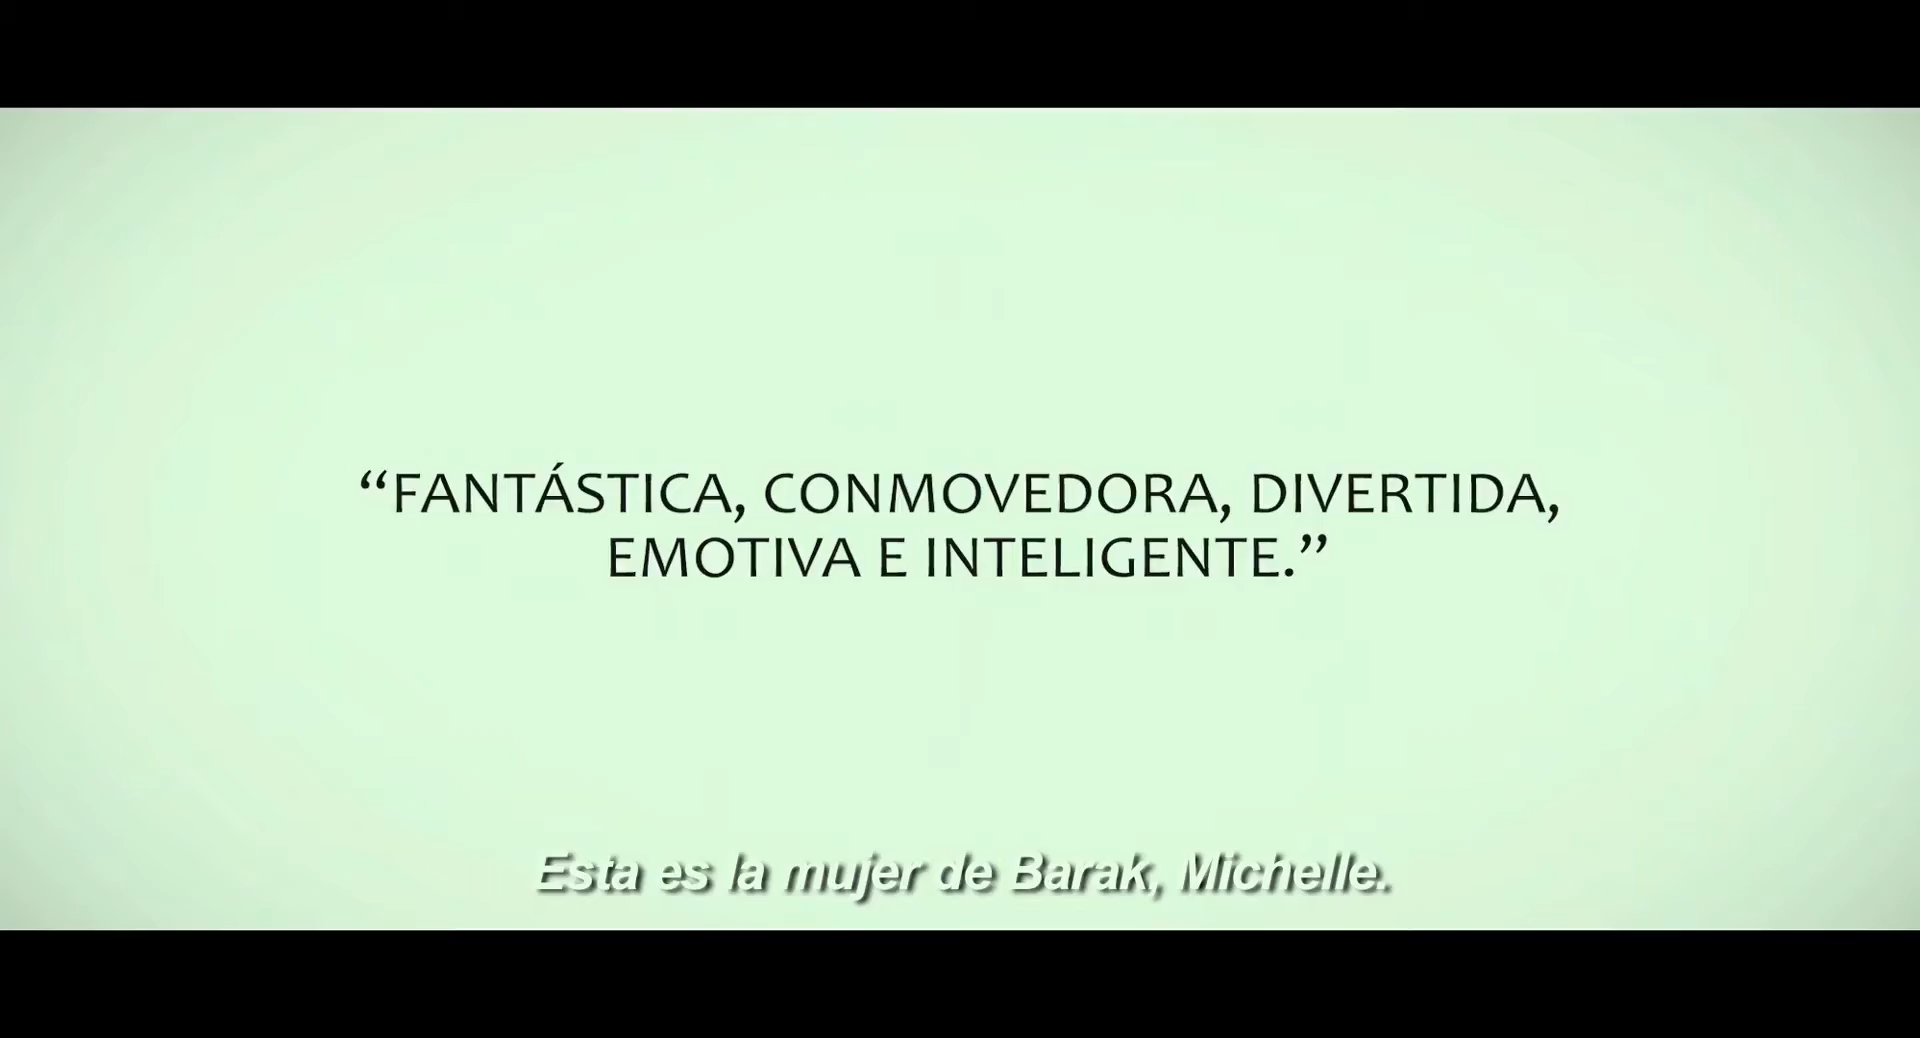 “FANTÁSTICA, CONMOVEDORA, DIVERTIDA,
EMOTIVA E INTELIGENTE.”
Esta es la mujer de Barak, Michelle.